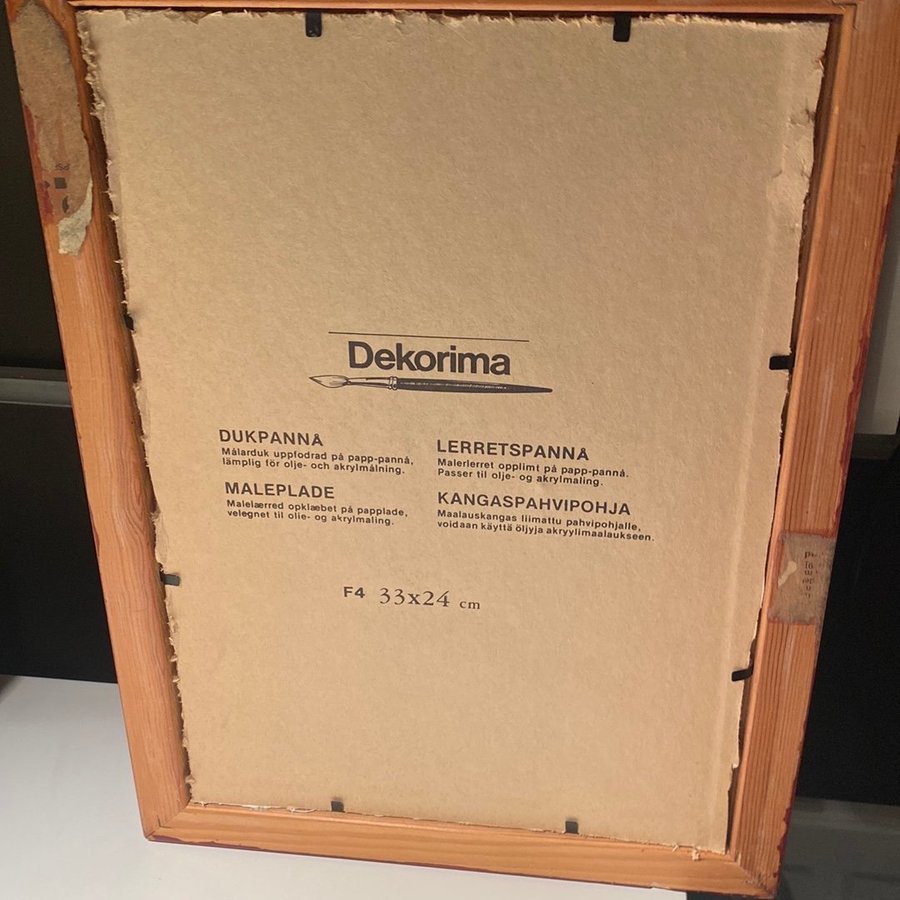 Dekorima
DUKPANNÅ
Målarduk uppfodrad på papp-pannå,
lämplig för olje- och akrylmålning.
MALEPLADE
Malelærred opklæbet på papplade,
velegnet til olie- og akrylmaling.
LERRETSPANNÅ
Malerlerret opplimt på papp-pannå.
Passer til olje- og akrylmaling.
KANGASPAHVIPOHJA
Maalauskangas liimattu pahvipohjalle,
voidaan käyttä öljyja akryylimaalaukseen.
F4 33x24 cm